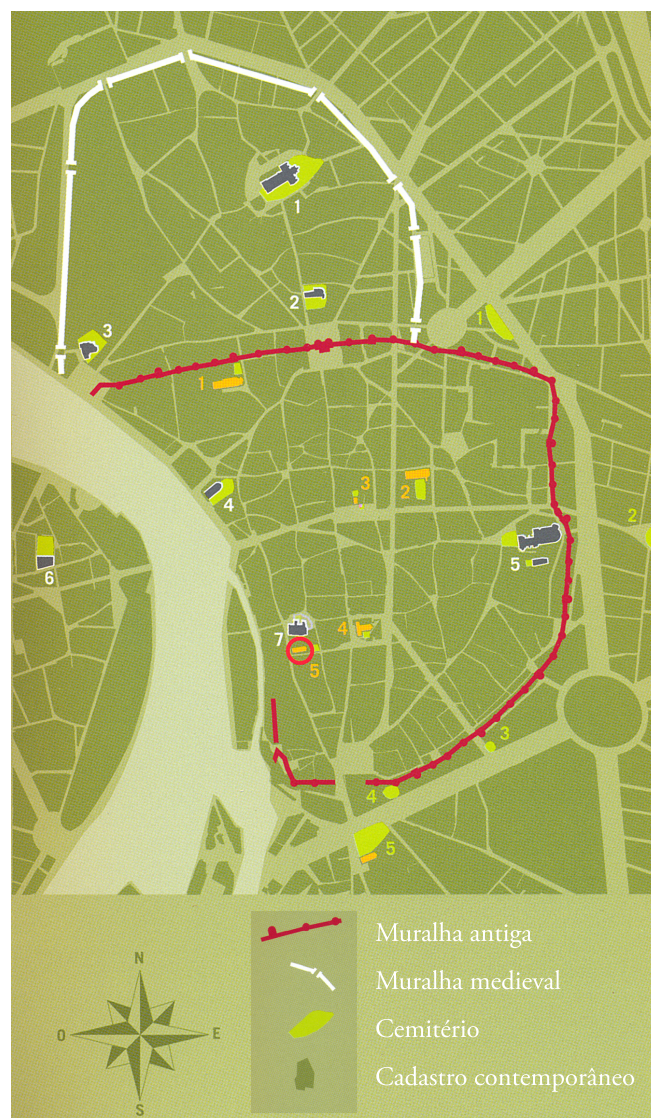 1
2
3
1
1
4
3
2
2
5
6
7
4
5
3
4
5
N
O
E
S
Muralha antiga
Muralha medieval
Cemitério
Cadastro contemporâneo